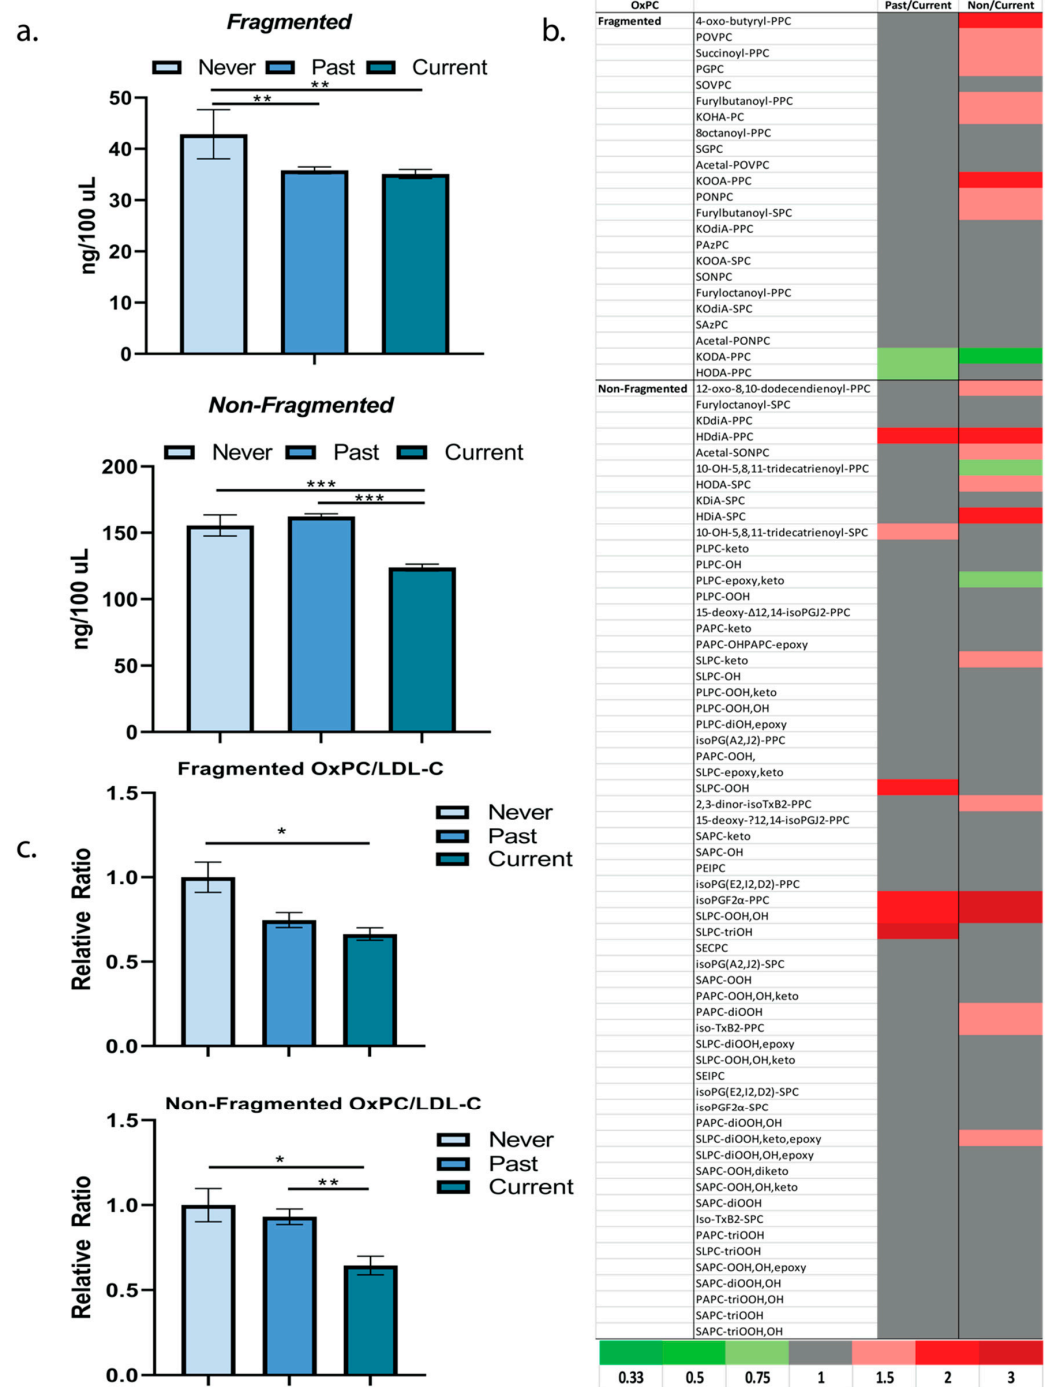 a.
Fragmented
Never Past Current
**
**
50
40
30
20
10
0
ng/100 uL
Non-Fragmented
Never Past Current
***
***
200
150
100
50
0
ng/100 uL
c.
Fragmented OxPC/LDL-C
1.5
1.0
0.5
0.0
Relative Ratio
*
Never
Past
Current
Non-Fragmented OxPC/LDL-C
1.5
1.0
0.5
0.0
Relative Ratio
*
**
Never
Past
Current
b.
OxPC Past/Current Non/Current
Fragmented 4-oxo-butyryl-PPC
POVPC
Succinoyl-PPC
PGPC
SOVPC
Furylbutanoyl-PPC
KOHA-PC
8octanoyl-PPC
SGPC
Acetal-POVPC
KOOA-PPC
PONPC
Furylbutanoyl-SPC
KOdiA-PPC
PAzPC
KOOA-SPC
SONPC
Furyloctanoyl-PPC
KOdiA-SPC
SAzPC
Acetal-PONPC
KODA-PPC
HODA-PPC
Non-Fragmented 12-oxo-8,10-dodecendienoyl-PPC
Furyloctanoyl-SPC
KDdiA-PPC
HDdiA-PPC
Acetal-SONPC
10-OH-5,8,11-tridecatrienoyl-PPC
HODA-SPC
KDiA-SPC
HDiA-SPC
10-OH-5,8,11-tridecatrienoyl-SPC
PLPC-keto
PLPC-OH
PLPC-epoxy,keto
PLPC-OOH
15-deoxy-Δ12,14-isoPGJ2-PPC
PAPC-keto
PAPC-OHPAPC-epoxy
SLPC-keto
SLPC-OH
PLPC-OOH,keto
PLPC-OOH,OH
PLPC-diOH,epoxy
isoPG(A2,J2)-PPC
PAPC-OOH,
SLPC-epoxy,keto
SLPC-OOH
2,3-dinor-isoTxB2-PPC
15-deoxy-?12,14-isoPGJ2-PPC
SAPC-keto
SAPC-OH
PEIPC
isoPG(E2,I2,D2)-PPC
isoPGF2α-PPC
SLPC-OOH,OH
SLPC-triOH
SECPC
isoPG(A2,J2)-SPC
SAPC-OOH
PAPC-OOH,OH,keto
PAPC-diOOH
iso-TxB2-PPC
SLPC-diOOH,epoxy
SLPC-OOH,OH,keto
SEIPC
isoPG(E2,I2,D2)-SPC
isoPGF2α-SPC
PAPC-diOOH,OH
SLPC-diOOH,keto,epoxy
SLPC-diOOH,OH,epoxy
SAPC-OOH,diketo
SAPC-OOH,OH,keto
SAPC-diOOH
Iso-TxB2-SPC
PAPC-triOOH
SLPC-triOOH
SAPC-OOH,OH,epoxy
SAPC-diOOH,OH
PAPC-triOOH,OH
SAPC-triOOH
SAPC-triOOH,OH
0.33 0.5 0.75 1 1.5 2 3